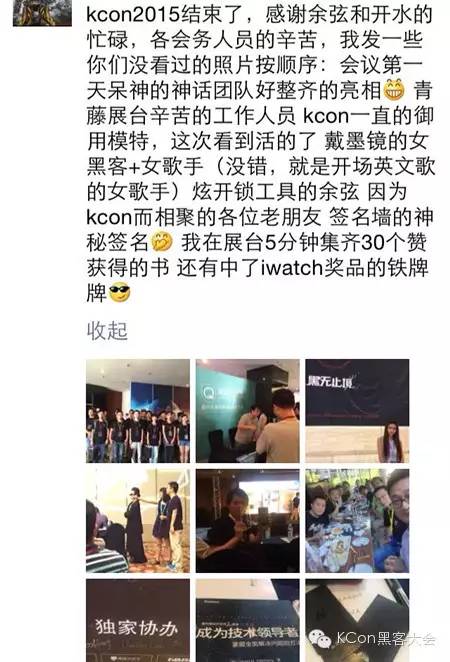 kcon2015结束了，感谢余弦和开水的
忙碌，各会务人员的辛苦，我发一些
你们没看过的照片按顺序：会议第一
天呆神的神话团队好整齐的亮相😁 青
藤展台辛苦的工作人员 kcon一直的御
用模特，这次看到活的了 戴墨镜的女
黑客+女歌手（没错，就是开场英文歌
的女歌手）炫开锁工具的余弦 因为
kcon而相聚的各位老朋友 签名墙的神
秘签名🤣 我在展台5分钟集齐30个赞
获得的书 还有中了iwatch奖品的铁牌
牌😎
收起
黑无止境
独家协办
成为技术领导者
KCon黑客大会